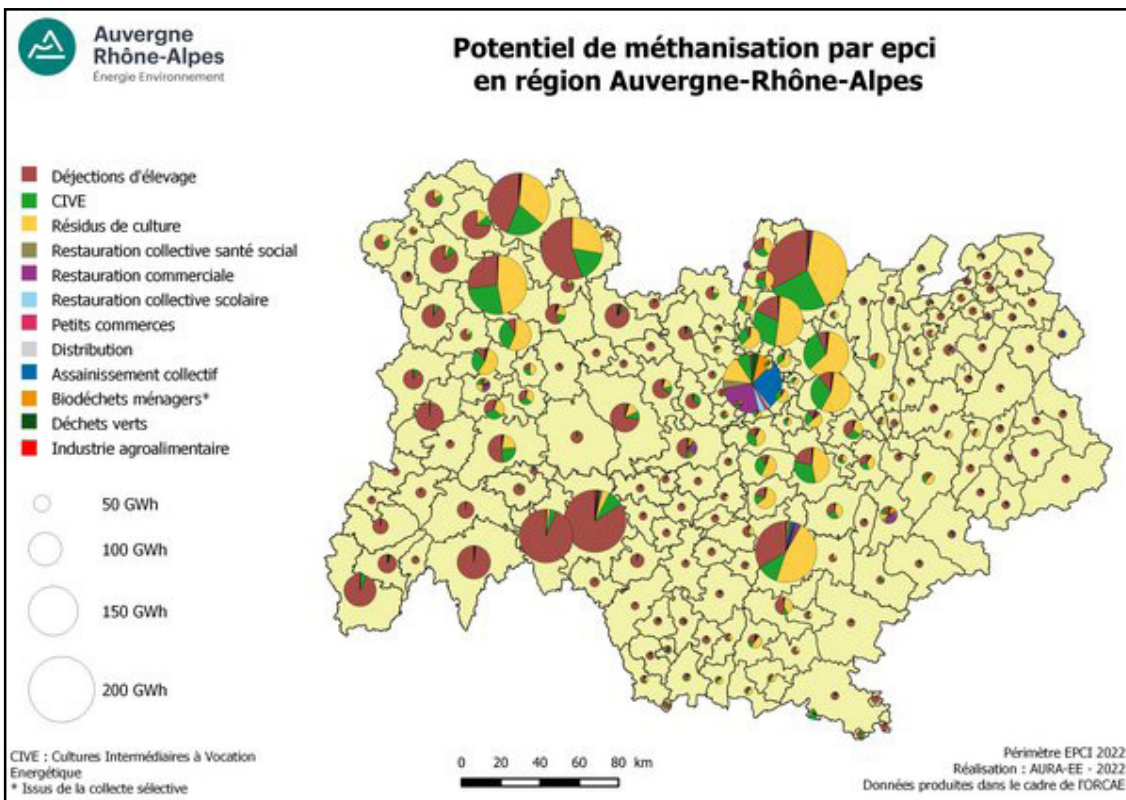 Auvergne
Rhône-Alpes
Énergie Environnement
Potentiel de méthanisation par epci
en région Auvergne-Rhône-Alpes
Déjections d'élevage
CIVE
Résidus de culture
Restauration collective santé social
Restauration commerciale
Restauration collective scolaire
Petits commerces
Distribution
Assainissement collectif
Biodéchets ménagers*
Déchets verts
Industrie agroalimentaire
50 GWh
100 GWh
150 GWh
200 GWh
CIVE : Cultures Intermédiaires à Vocation
Energétique
* Issus de la collecte sélective
0 20 40 60 80 km
Périmètre EPCI 2022
Réalisation : AURA-EE - 2022
Données produites dans le cadre de l'ORCAE